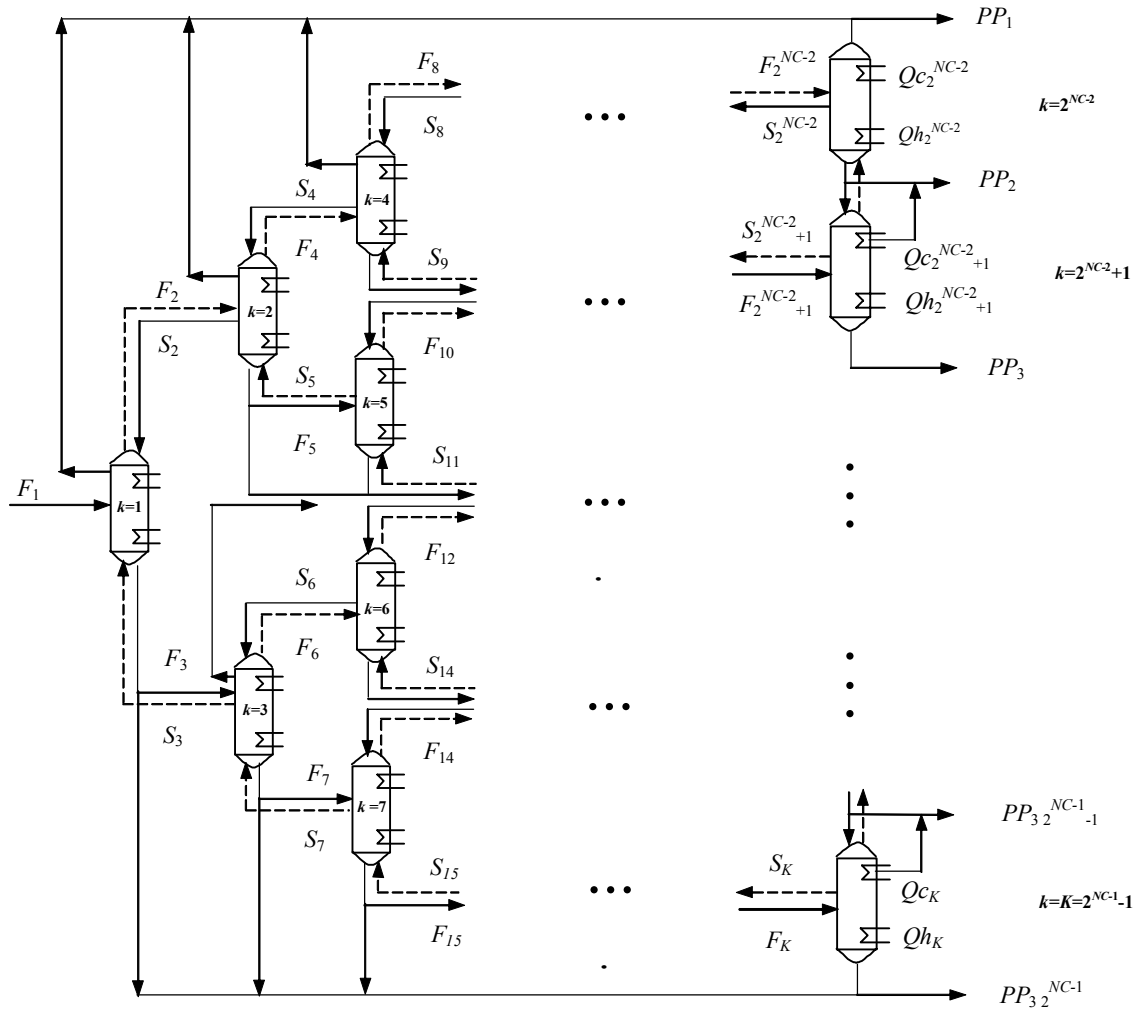 PP₁
F₈
F₂^NC-2
Qc₂^NC-2
k=2^NC-2
S₈
S₂^NC-2
Qh₂^NC-2
S₄
k=4
PP₂
F₄
S₉
S₂^NC-2₊₁
Qc₂^NC-2₊₁
k=2^NC-2+1
F₂
k=2
F₂^NC-2₊₁
Qh₂^NC-2₊₁
S₂
F₁₀
S₅
PP₃
k=5
F₅
S₁₁
F₁
k=1
F₁₂
S₆
k=6
F₃
F₆
S₁₄
k=3
S₃
F₁₄
F₇
k=7
PP₃ ₂^NC-1₋₁
S₇
S₁₅
S_K
Qc_K
k=K=2^NC-1-1
F₁₅
F_K
Qh_K
PP₃ ₂^NC-1